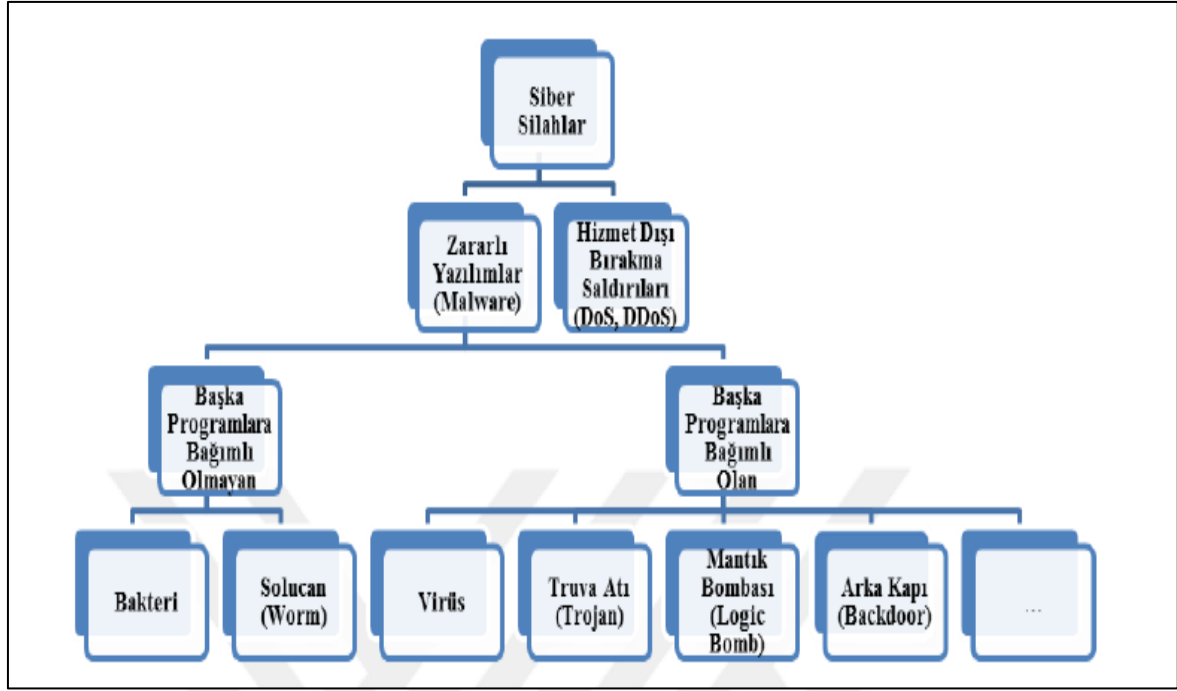 Siber
Silahlar
Zararlı
Yazılımlar
(Malware)
Hizmet Dışı
Bırakma
Saldırıları
(DoS, DDoS)
Başka
Programlara
Bağımlı
Olmayan
Başka
Programlara
Bağımlı
Olan
Bakteri
Solucan
(Worm)
Virüs
Truva Atı
(Trojan)
Mantık
Bombası
(Logic
Bomb)
Arka Kapı
(Backdoor)
...